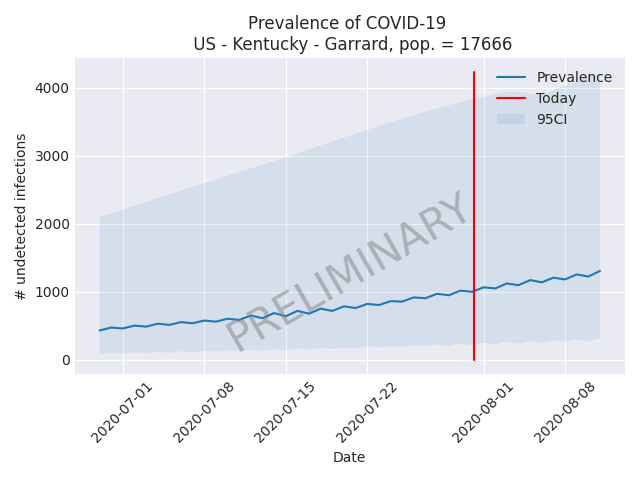 Prevalence of COVID-19
US - Kentucky - Garrard, pop. = 17666
Prevalence
Today
95CI
PRELIMINARY
# undetected infections
4000
3000
2000
1000
0
2020-07-01
2020-07-08
2020-07-15
2020-07-22
2020-08-01
2020-08-08
Date